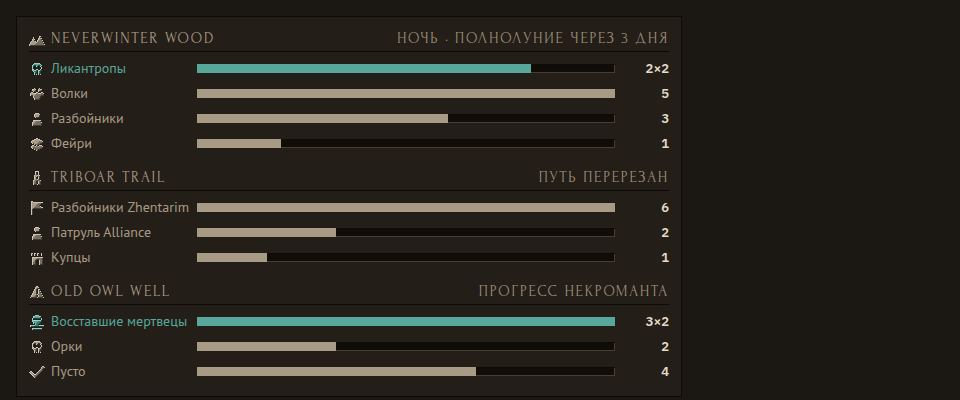 NEVERWINTER WOOD НОЧЬ · ПОЛНОЛУНИЕ ЧЕРЕЗ 3 ДНЯ
Ликантропы 2×2
Волки 5
Разбойники 3
Фейри 1
TRIBOAR TRAIL ПУТЬ ПЕРЕРЕЗАН
Разбойники Zhentarim 6
Патруль Alliance 2
Купцы 1
OLD OWL WELL ПРОГРЕСС НЕКРОМАНТА
Восставшие мертвецы 3×2
Орки 2
Пусто 4